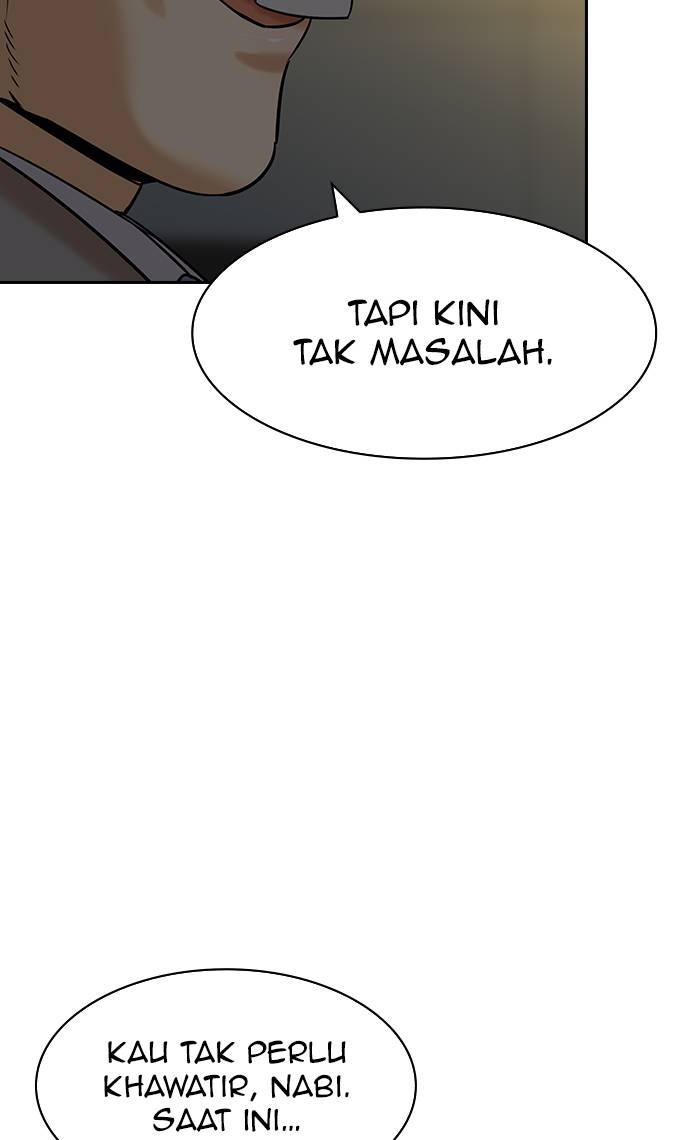 TAPI KINI
TAK MASALAH.
KAU TAK PERLU
KHAWATIR, NABI.
SAAT INI...